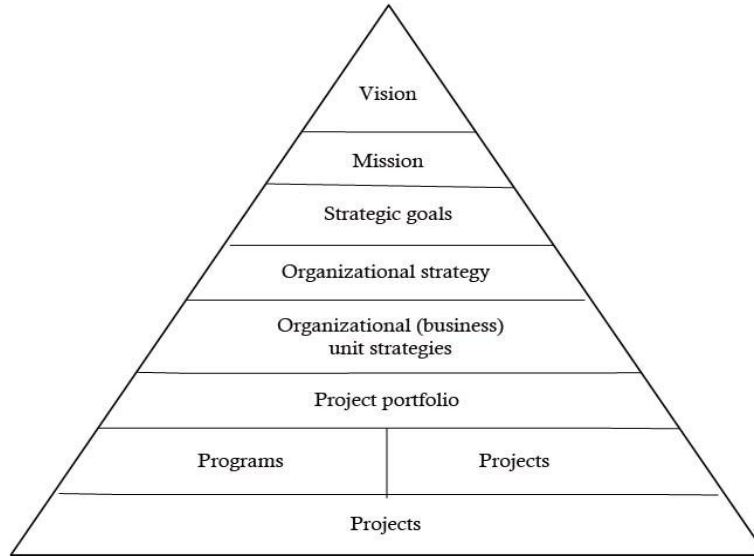 Vision
Mission
Strategic goals
Organizational strategy
Organizational (business)
unit strategies
Project portfolio
Programs
Projects
Projects